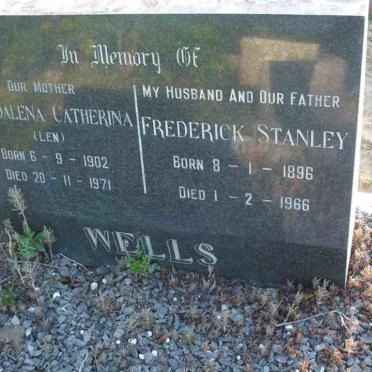 In Memory Of
Our Mother
DALENA CATHERINA
(LEN)
BORN 6 - 9 - 1902
DIED 20 - 11 - 1971
MY HUSBAND AND OUR FATHER
FREDERICK STANLEY
BORN 8 - 1 - 1896
DIED 1 - 2 - 1966
WELLS